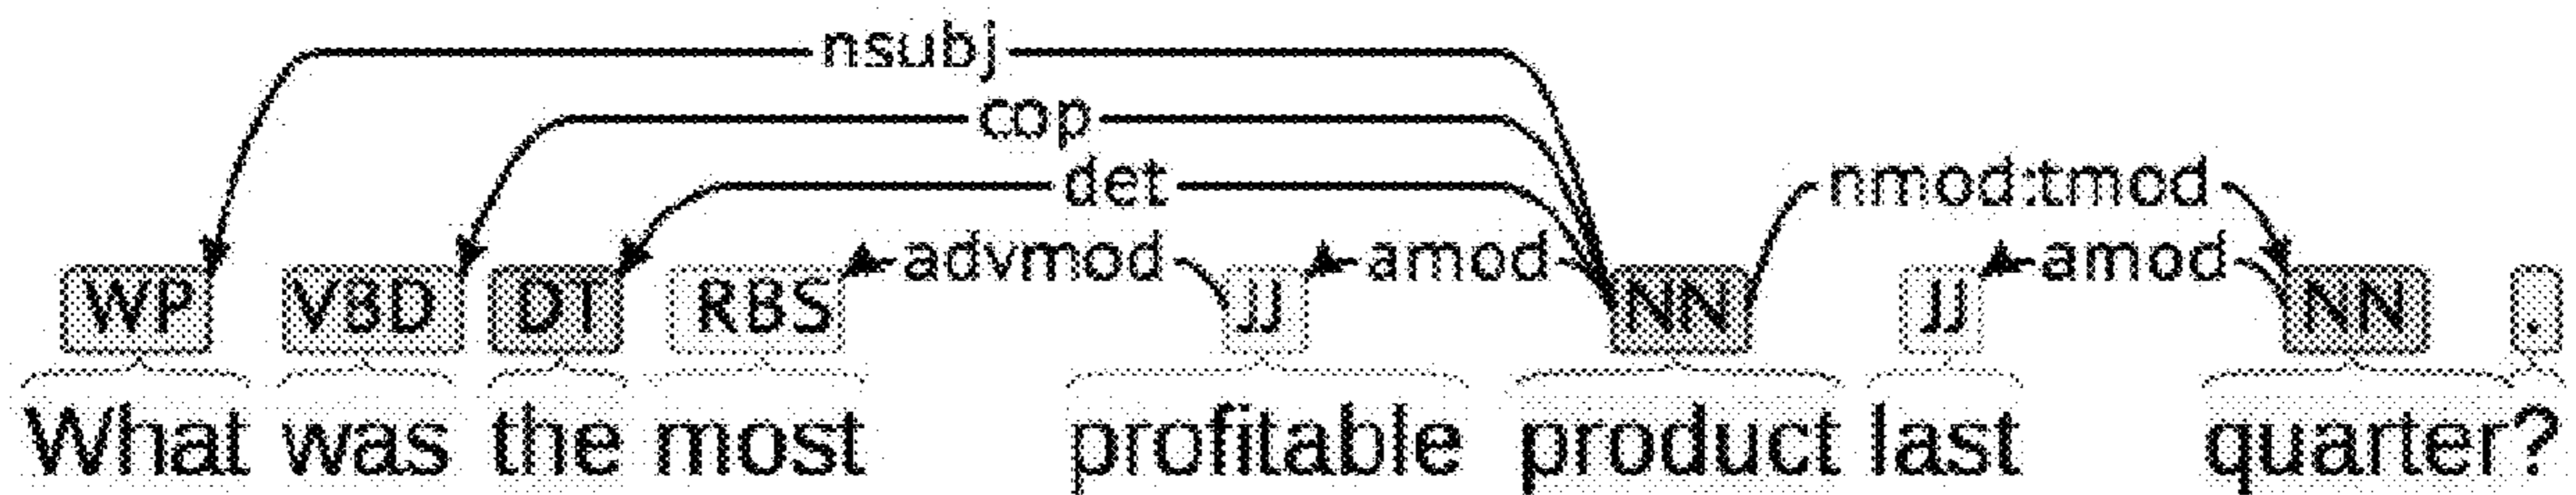 nsubj
cop
det nmod:tmod
advmod amod amod
WP VBD DT RBS JJ NN JJ NN .
What was the most profitable product last quarter?